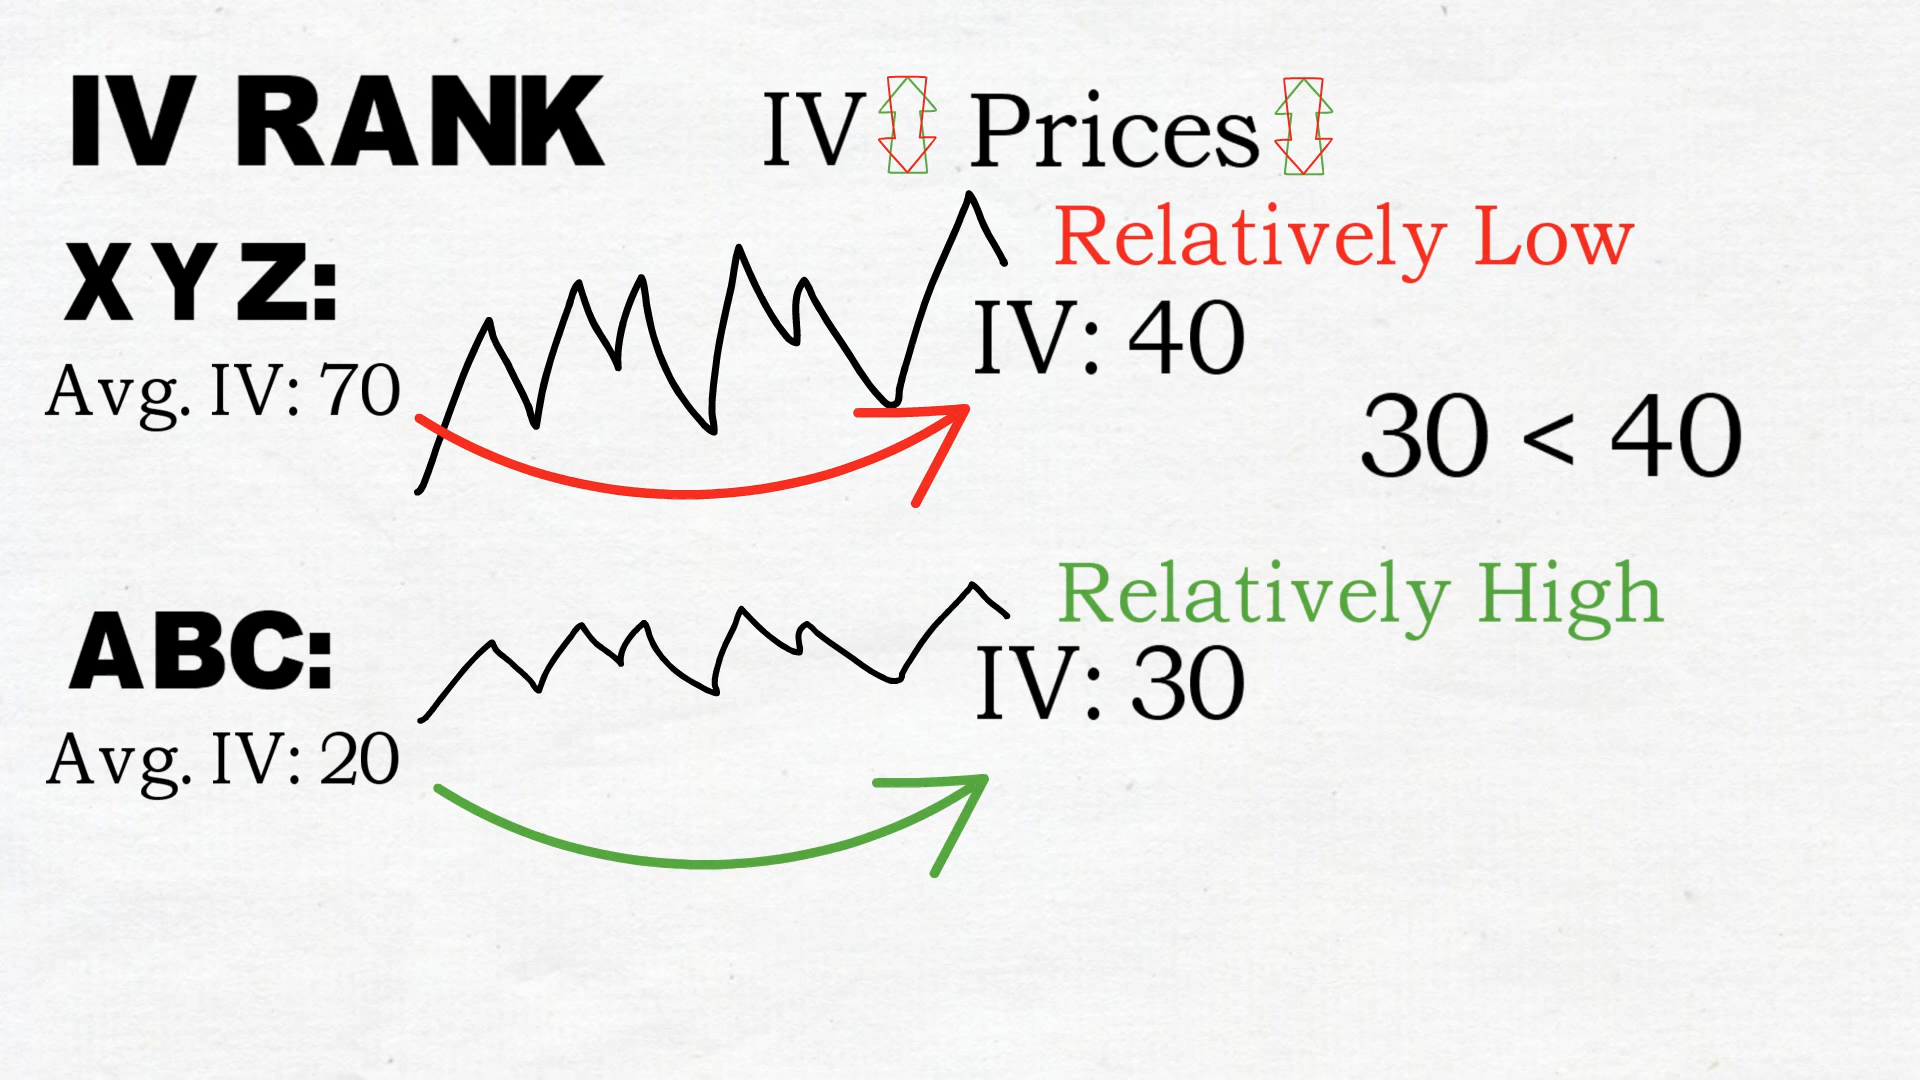 IV RANK
IV Prices
XYZ:
Relatively Low
Avg. IV: 70
IV: 40
30 < 40
ABC:
Relatively High
Avg. IV: 20
IV: 30